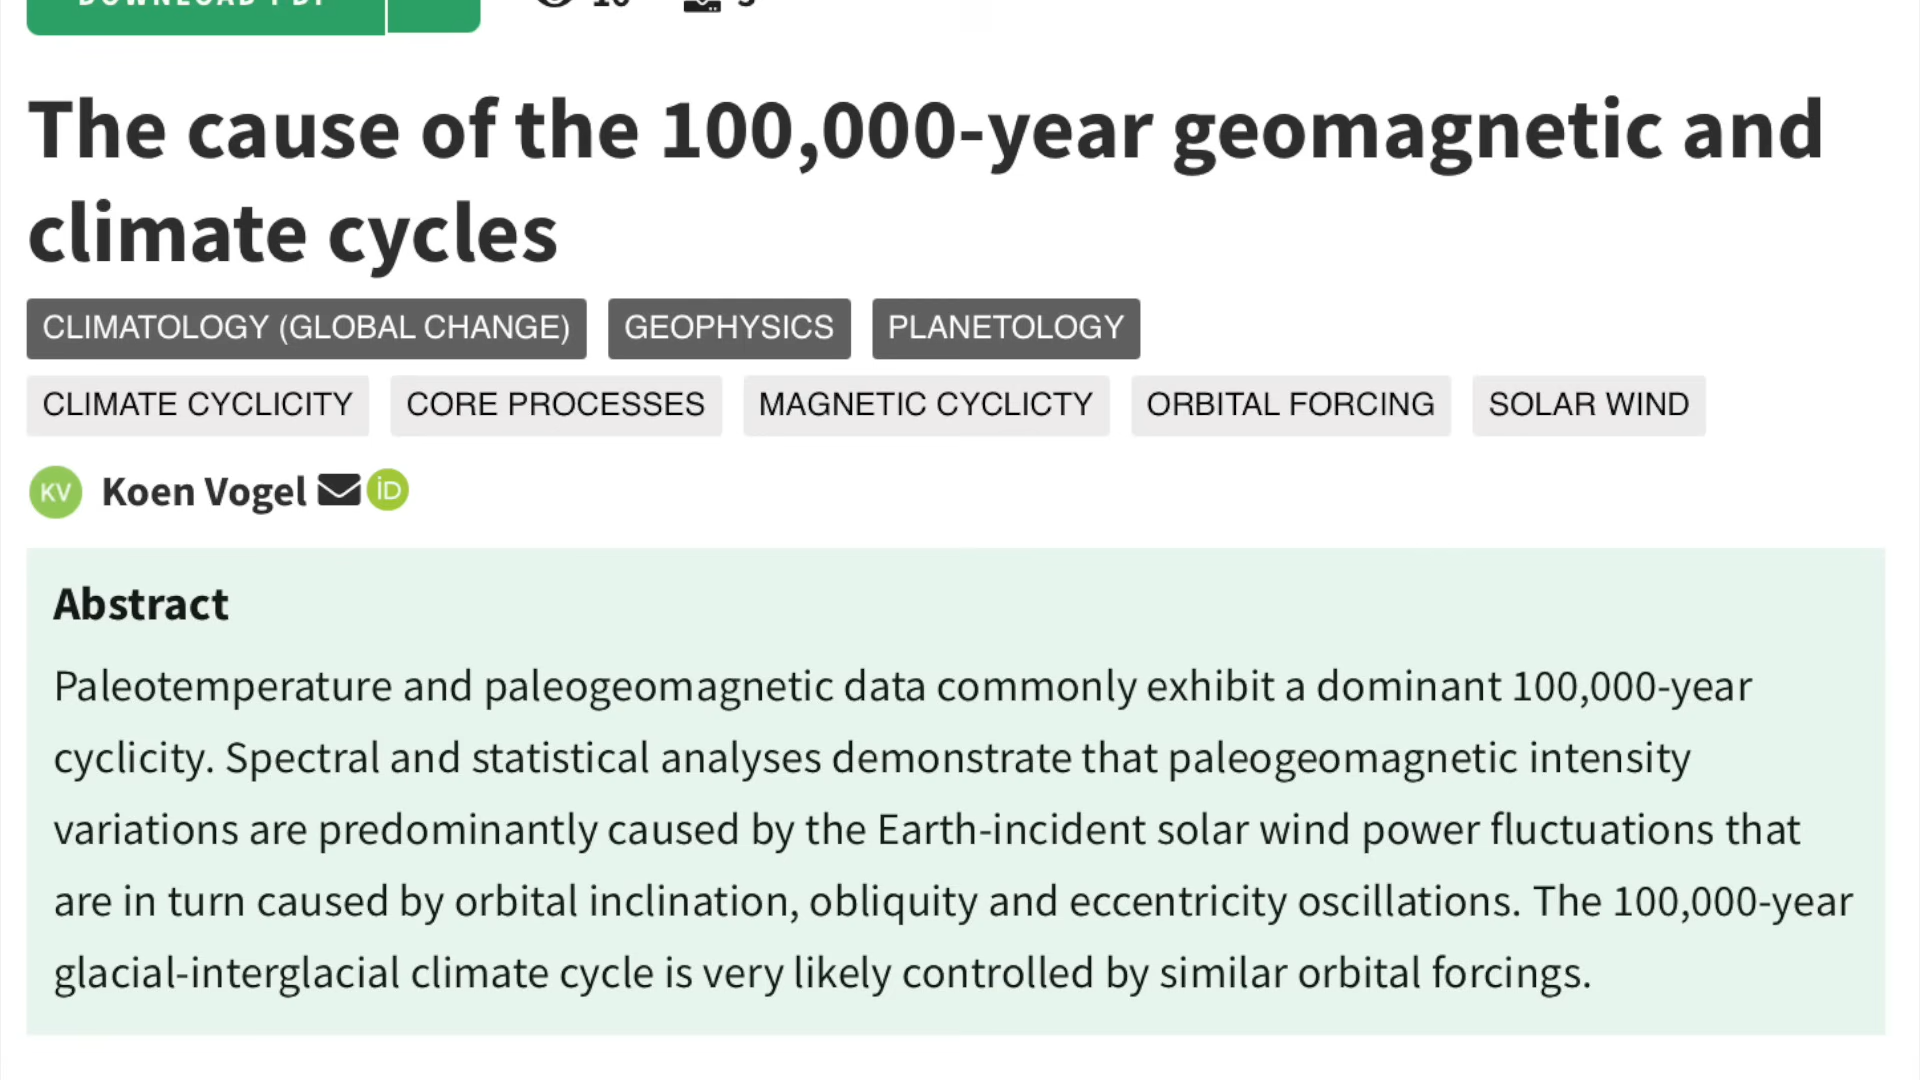 DOWNLOAD PDF
The cause of the 100,000-year geomagnetic and
climate cycles
CLIMATOLOGY (GLOBAL CHANGE) GEOPHYSICS PLANETOLOGY
CLIMATE CYCLICITY CORE PROCESSES MAGNETIC CYCLICTY ORBITAL FORCING SOLAR WIND
KV Koen Vogel iD
Abstract
Paleotemperature and paleogeomagnetic data commonly exhibit a dominant 100,000-year
cyclicity. Spectral and statistical analyses demonstrate that paleogeomagnetic intensity
variations are predominantly caused by the Earth-incident solar wind power fluctuations that
are in turn caused by orbital inclination, obliquity and eccentricity oscillations. The 100,000-year
glacial-interglacial climate cycle is very likely controlled by similar orbital forcings.